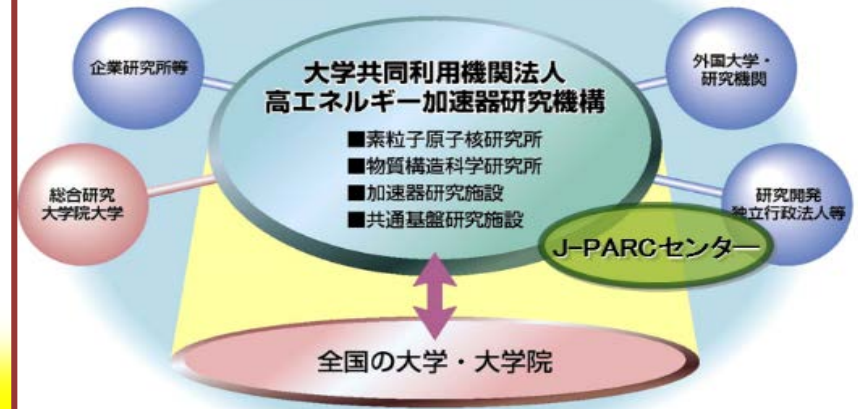 企業研究所等
大学共同利用機関法人
高エネルギー加速器研究機構
外国大学・
研究機関
■素粒子原子核研究所
■物質構造科学研究所
■加速器研究施設
■共通基盤研究施設
総合研究
大学院大学
研究開発
独立行政法人等
J-PARCセンター
全国の大学・大学院